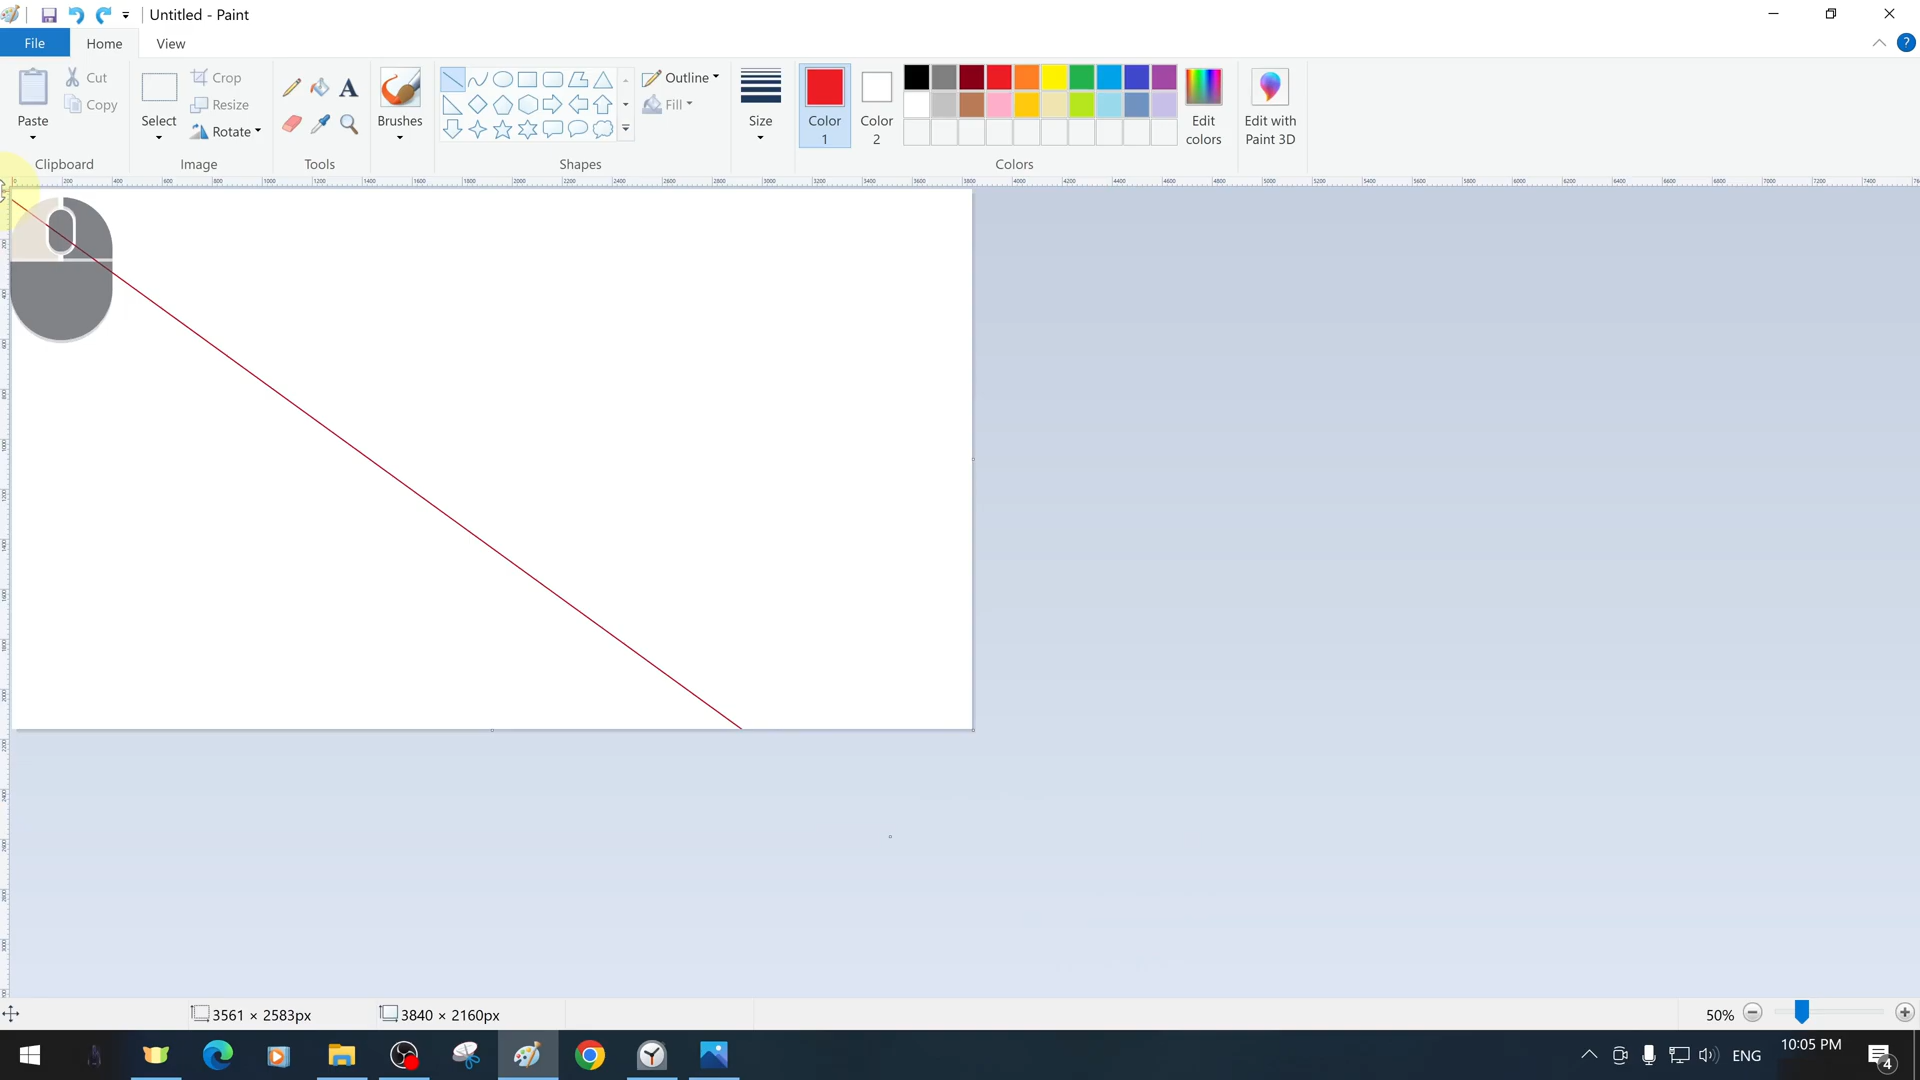 Untitled - Paint
File
Home
View
Paste
Cut
Copy
Clipboard
Select
Crop
Resize
Rotate
Image
A
Tools
Brushes
Outline
Fill
Shapes
Size
Color
1
Color
2
Edit
colors
Colors
Edit with
Paint 3D
?
3561 × 2583px
3840 × 2160px
50%
ENG
10:05 PM
4